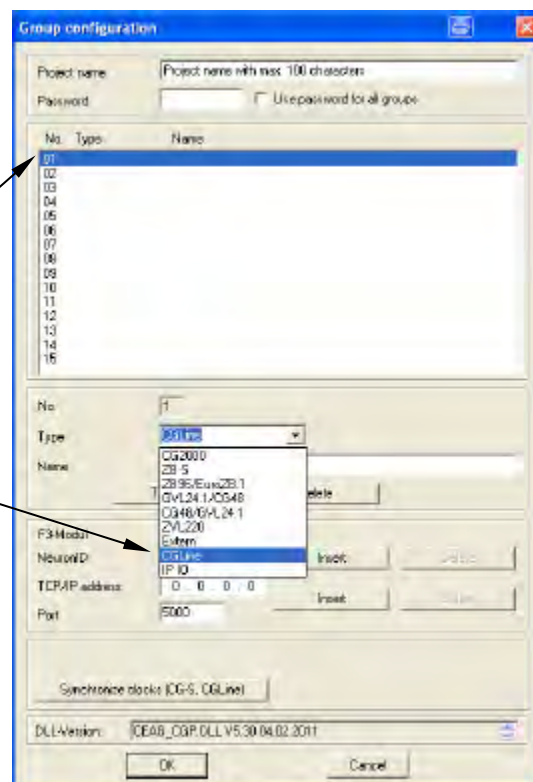 Group configuration
Project name Project name with max. 100 characters
Password Use password for all groups
No. Type Name
01
02
03
04
05
06
07
08
09
10
11
12
13
14
15
No. 1
Type CGLine
CG2000
ZB-S
ZB96/EuroZB.1
GVL24.1/CG48
CG48/GVL24.1
ZVL220
Extern
CGLine
IP IO
Name
F3-Modul
NeuronID Insert
TCP/IP address 0 . 0 . 0 . 0 Insert
Port 5000
Synchronize clocks (CG-S, CGLine)
DLL-Version: CEAG_CGP.DLL V5.30 04.02.2011
OK Cancel